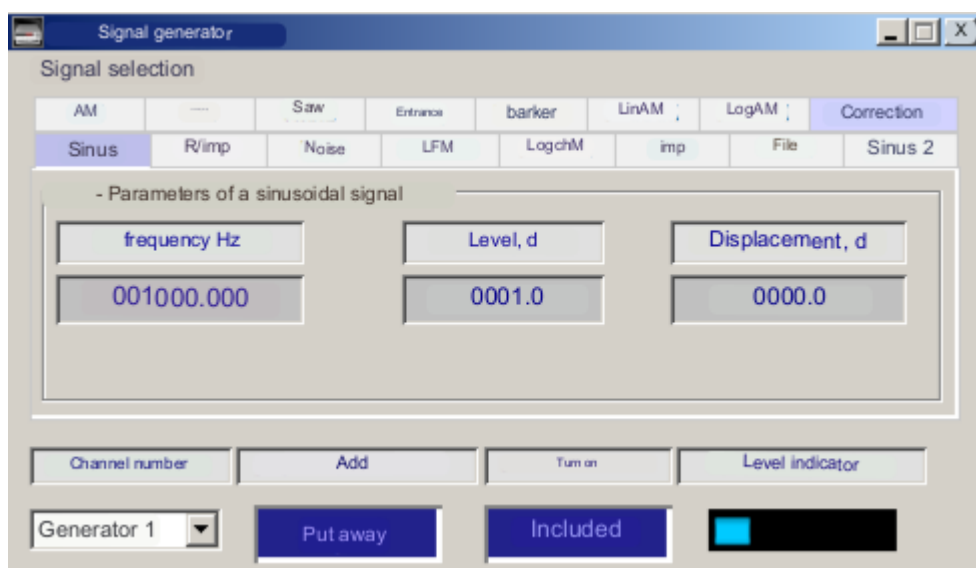 Signal generator
Signal selection
AM Saw Entrance barker LinAM LogAM Correction
Sinus R/imp Noise LFM LogchM imp File Sinus 2
- Parameters of a sinusoidal signal
frequency Hz Level, d Displacement, d
001000.000 0001.0 0000.0
Channel number Add Turn on Level indicator
Generator 1 Put away Included